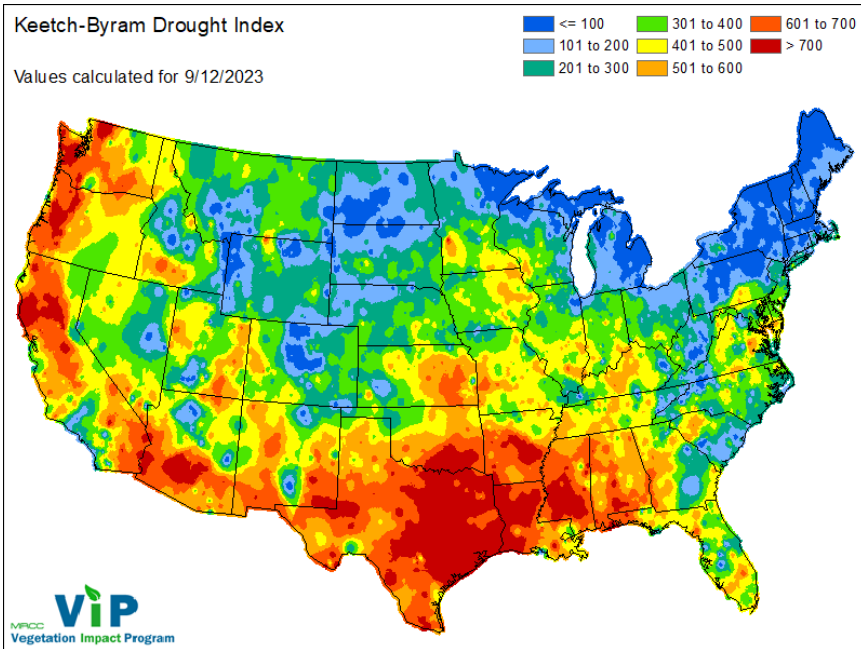 Keetch-Byram Drought Index
Values calculated for 9/12/2023
<= 100
101 to 200
201 to 300
301 to 400
401 to 500
501 to 600
601 to 700
> 700
MRCC
ViP
Vegetation Impact Program